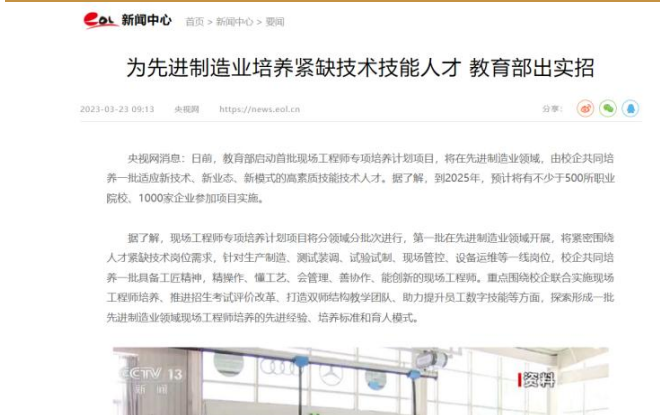 eoL 新闻中心 首页 > 新闻中心 > 要闻
为先进制造业培养紧缺技术技能人才 教育部出实招
2023-03-23 09:13 央视网 https://news.eol.cn 分享:
央视网消息：日前，教育部启动首批现场工程师专项培养计划项目，将在先进制造业领域，由校企共同培
养一批适应新技术、新业态、新模式的高素质技能技术人才。据了解，到2025年，预计将有不少于500所职业
院校、1000家企业参加项目实施。
据了解，现场工程师专项培养计划项目将分领域分批次进行，第一批在先进制造业领域开展，将紧密围绕
人才紧缺技术岗位需求，针对生产制造、测试装调、试验试制、现场管控、设备运维等一线岗位，校企共同培
养一批具备工匠精神，精操作、懂工艺、会管理、善协作、能创新的现场工程师。重点围绕校企联合实施现场
工程师培养、推进招生考试评价改革、打造双师结构教学团队、助力提升员工数字技能等方面，探索形成一批
先进制造业领域现场工程师培养的先进经验、培养标准和育人模式。
CCTV 13
新闻
资料